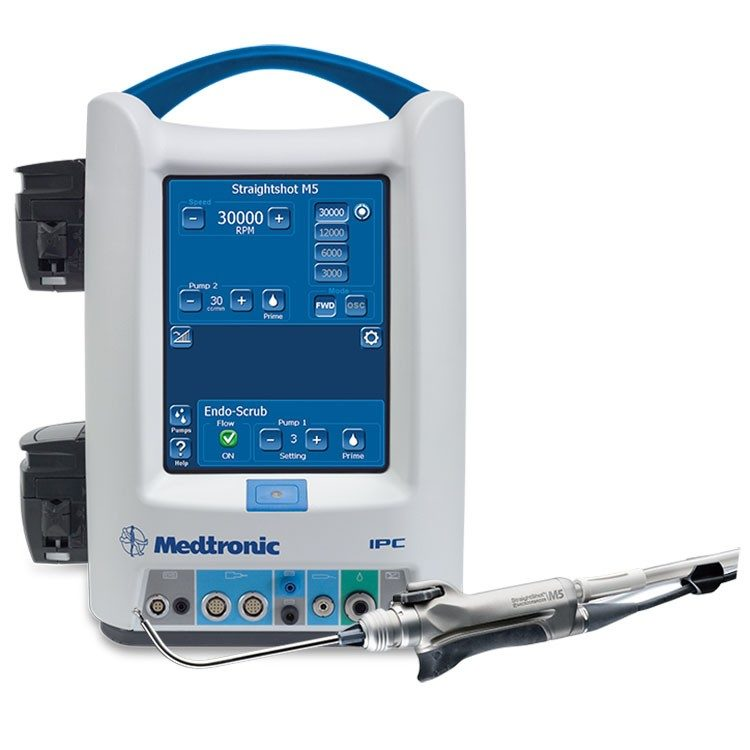 Straightshot M5
Speed
− 30000 +
RPM
30000
12000
6000
3000
Pump 2
− 30 +
cc/min
Prime
Mode
FWD OSC
Endo-Scrub
Flow
ON
Pump 1
− 3 +
Setting
Prime
Pumps
?
Help
Medtronic
IPC
StraightShot® M5